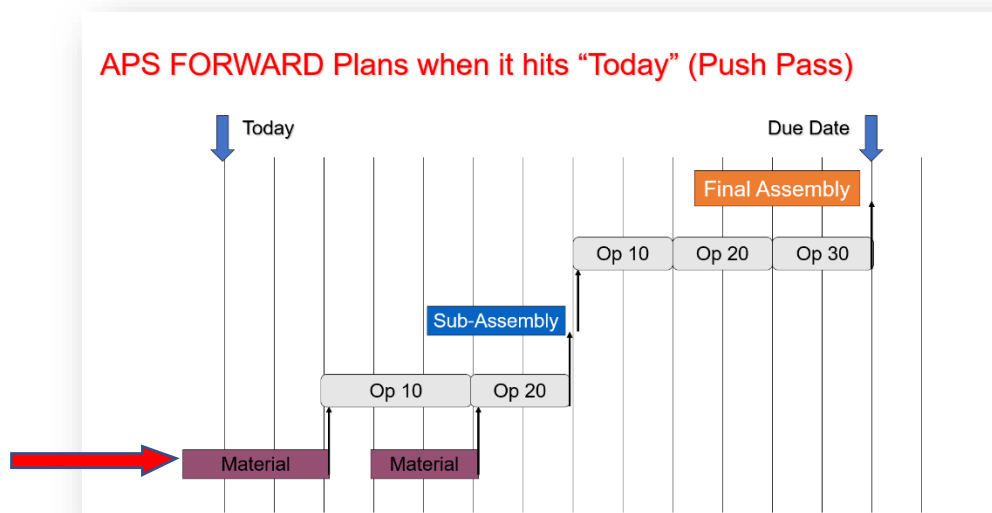 APS FORWARD Plans when it hits “Today” (Push Pass)
Today
Due Date
Final Assembly
Op 10
Op 20
Op 30
Sub-Assembly
Op 10
Op 20
Material
Material